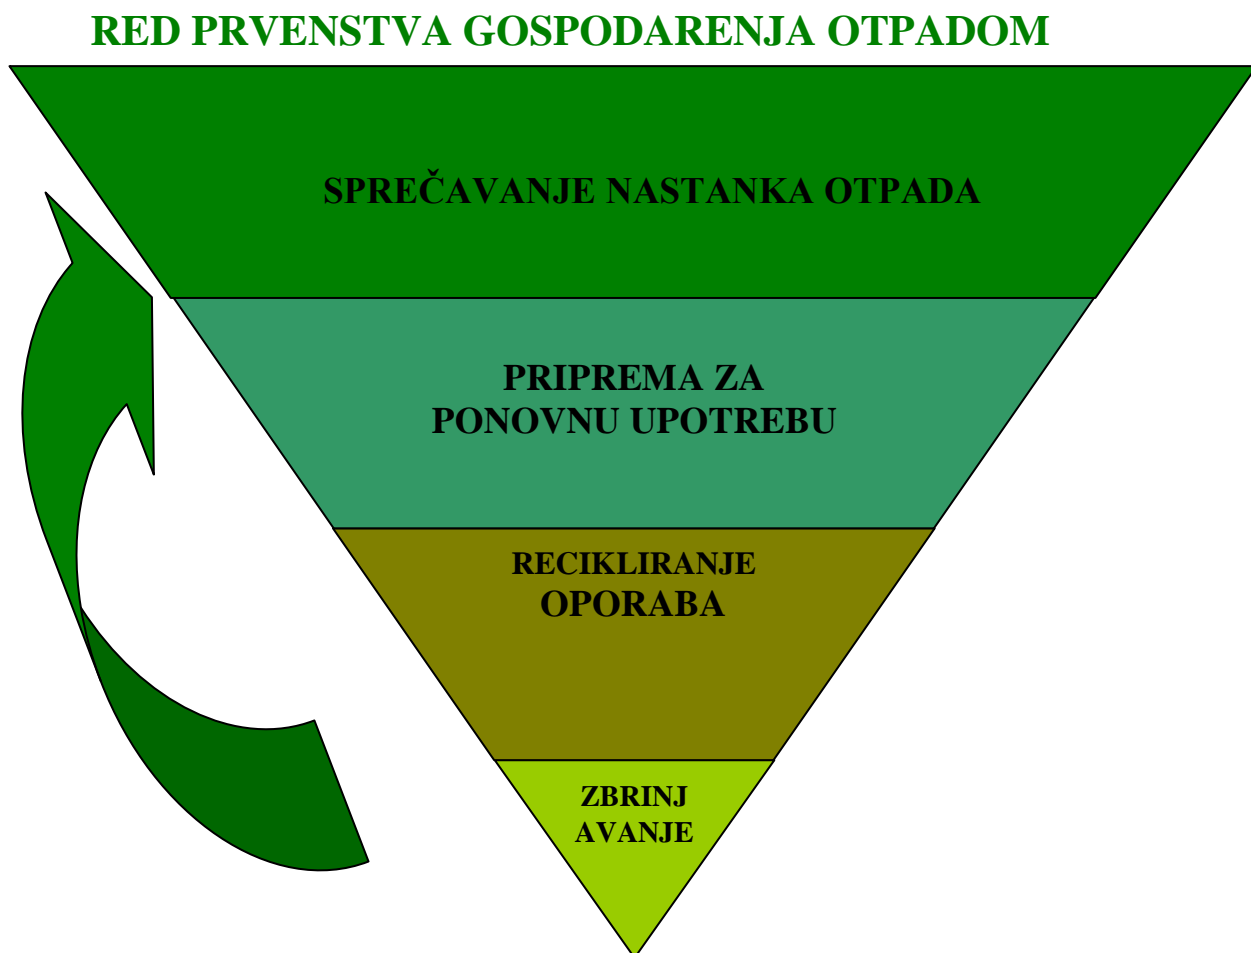 RED PRVENSTVA GOSPODARENJA OTPADOM
SPREČAVANJE NASTANKA OTPADA
PRIPREMA ZA
PONOVNU UPOTREBU
RECIKLIRANJE
OPORABA
ZBRINJ
AVANJE